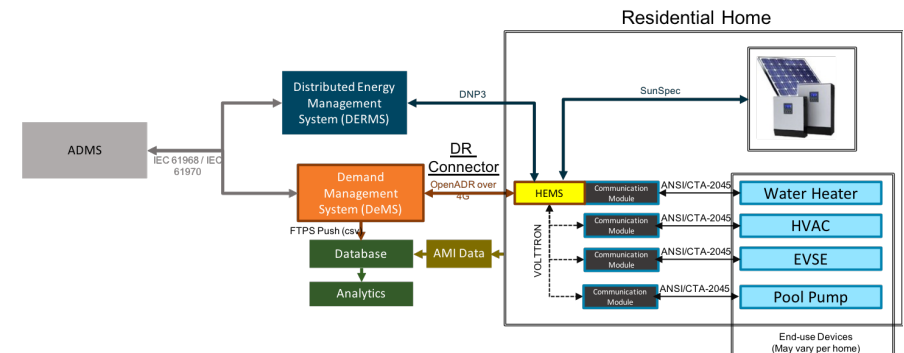 Residential Home
Distributed Energy
Management
System (DERMS)
DNP3
SunSpec
ADMS
IEC 61968 / IEC
61970
DR
Connector
OpenADR over
4G
Demand
Management
System (DeMS)
HEMS
Communication
Module
ANSI/CTA-2045
Water Heater
Communication
Module
ANSI/CTA-2045
HVAC
FTPS Push (csv)
VOLTTRON
Database
AMI Data
Communication
Module
ANSI/CTA-2045
EVSE
Analytics
Communication
Module
ANSI/CTA-2045
Pool Pump
End-use Devices
(May vary per home)